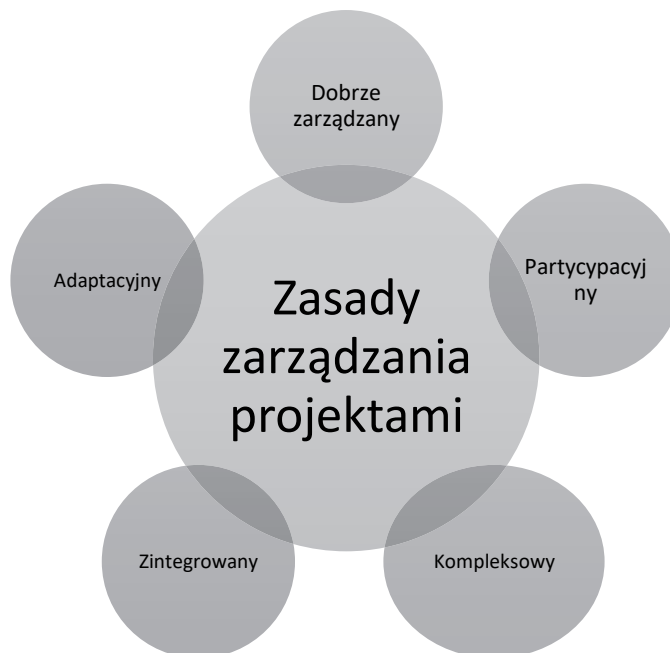 Dobrze
zarządzany
Partycypacyj
ny
Kompleksowy
Zintegrowany
Adaptacyjny
Zasady
zarządzania
projektami